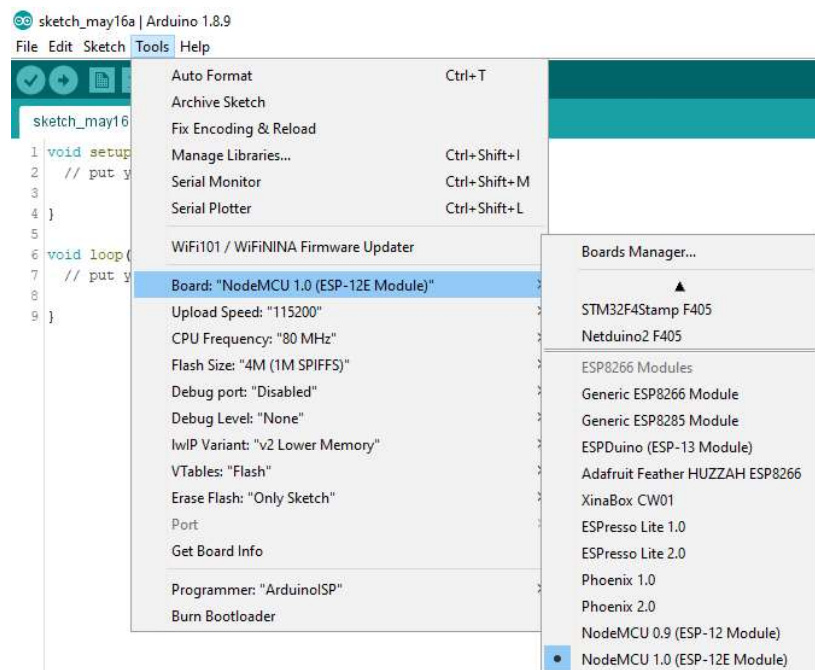 sketch_may16a | Arduino 1.8.9
File Edit Sketch Tools Help
sketch_may16
1 void setup
2 // put y
3
4 }
5
6 void loop(
7 // put y
8
9 }
Auto Format Ctrl+T
Archive Sketch
Fix Encoding & Reload
Manage Libraries... Ctrl+Shift+I
Serial Monitor Ctrl+Shift+M
Serial Plotter Ctrl+Shift+L
WiFi101 / WiFiNINA Firmware Updater
Board: "NodeMCU 1.0 (ESP-12E Module)"
Upload Speed: "115200"
CPU Frequency: "80 MHz"
Flash Size: "4M (1M SPIFFS)"
Debug port: "Disabled"
Debug Level: "None"
lwIP Variant: "v2 Lower Memory"
VTables: "Flash"
Erase Flash: "Only Sketch"
Port
Get Board Info
Programmer: "ArduinoISP"
Burn Bootloader
Boards Manager...
STM32F4Stamp F405
Netduino2 F405
ESP8266 Modules
Generic ESP8266 Module
Generic ESP8285 Module
ESPDuino (ESP-13 Module)
Adafruit Feather HUZZAH ESP8266
XinaBox CW01
ESPresso Lite 1.0
ESPresso Lite 2.0
Phoenix 1.0
Phoenix 2.0
NodeMCU 0.9 (ESP-12 Module)
NodeMCU 1.0 (ESP-12E Module)